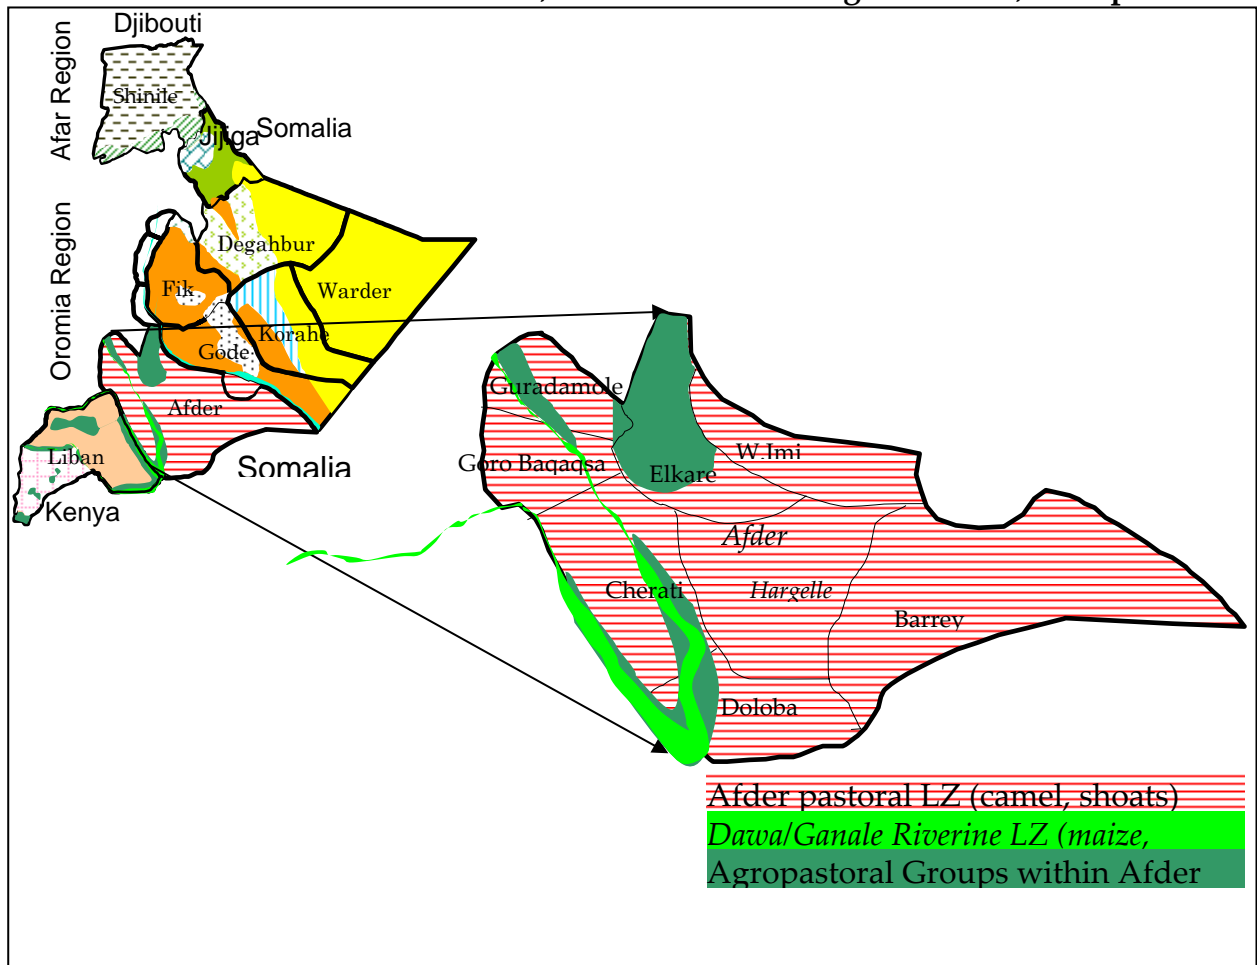 Djibouti
Afar Region
Shinile
Jijiga
Somalia
Oromia Region
Degahbur
Fik
Warder
Korahe
Gode
Afder
Liban
Somalia
Kenya
Guradamole
Goro Baqaqsa
Elkare
W.Imi
Afder
Cherati
Hargelle
Barrey
Doloba
Afder pastoral LZ (camel, shoats)
Dawa/Ganale Riverine LZ (maize,
Agropastoral Groups within Afder